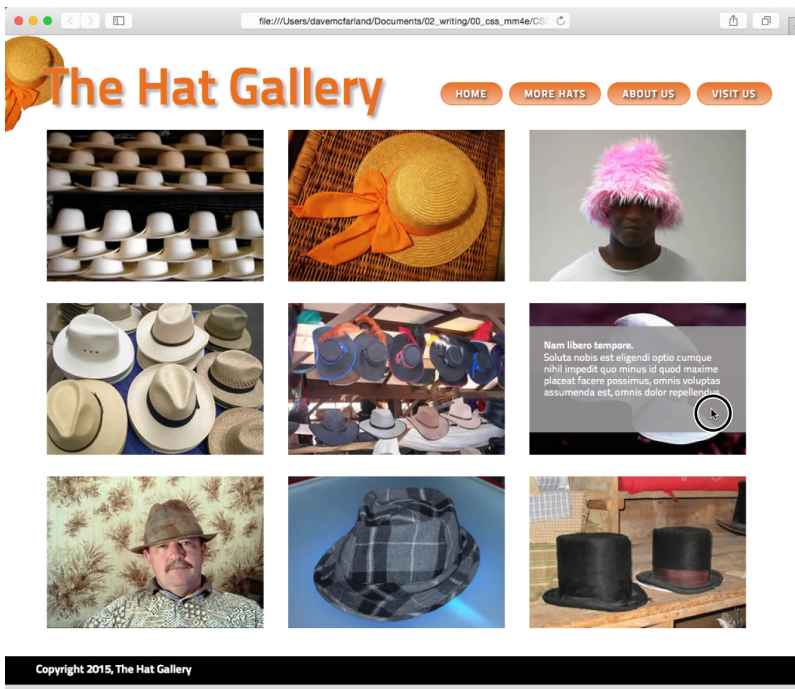 file:///Users/davemcfarland/Documents/02_writing/00_css_mm4e/CSS
The Hat Gallery
HOME MORE HATS ABOUT US VISIT US
Nam libero tempore.
Soluta nobis est eligendi optio cumque
nihil impedit quo minus id quod maxime
placeat facere possimus, omnis voluptas
assumenda est, omnis dolor repellendus.
Copyright 2015, The Hat Gallery